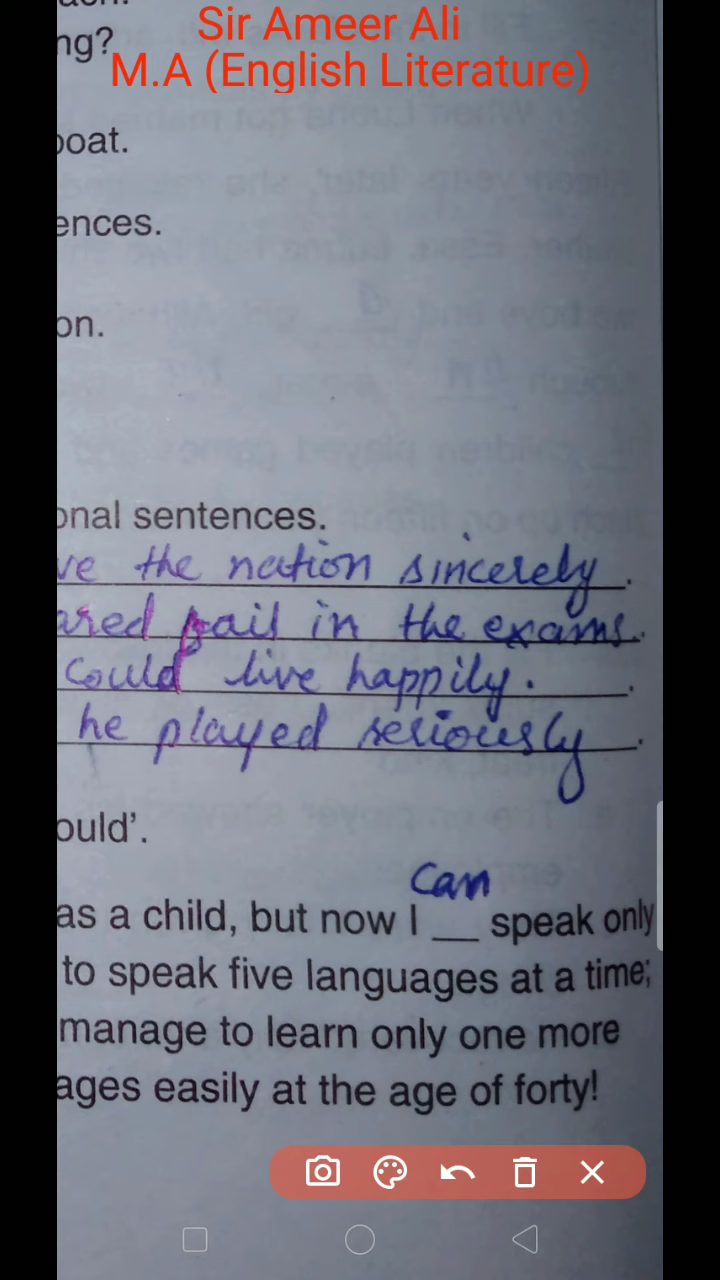 Sir Ameer Ali
ng?
M.A (English Literature)
oat.
ences.
on.
onal sentences.
ve the nation sincerely.
ared fail in the exams.
could live happily.
he played seriously.
ould’.
can
as a child, but now I __ speak only
to speak five languages at a time;
manage to learn only one more
ages easily at the age of forty!